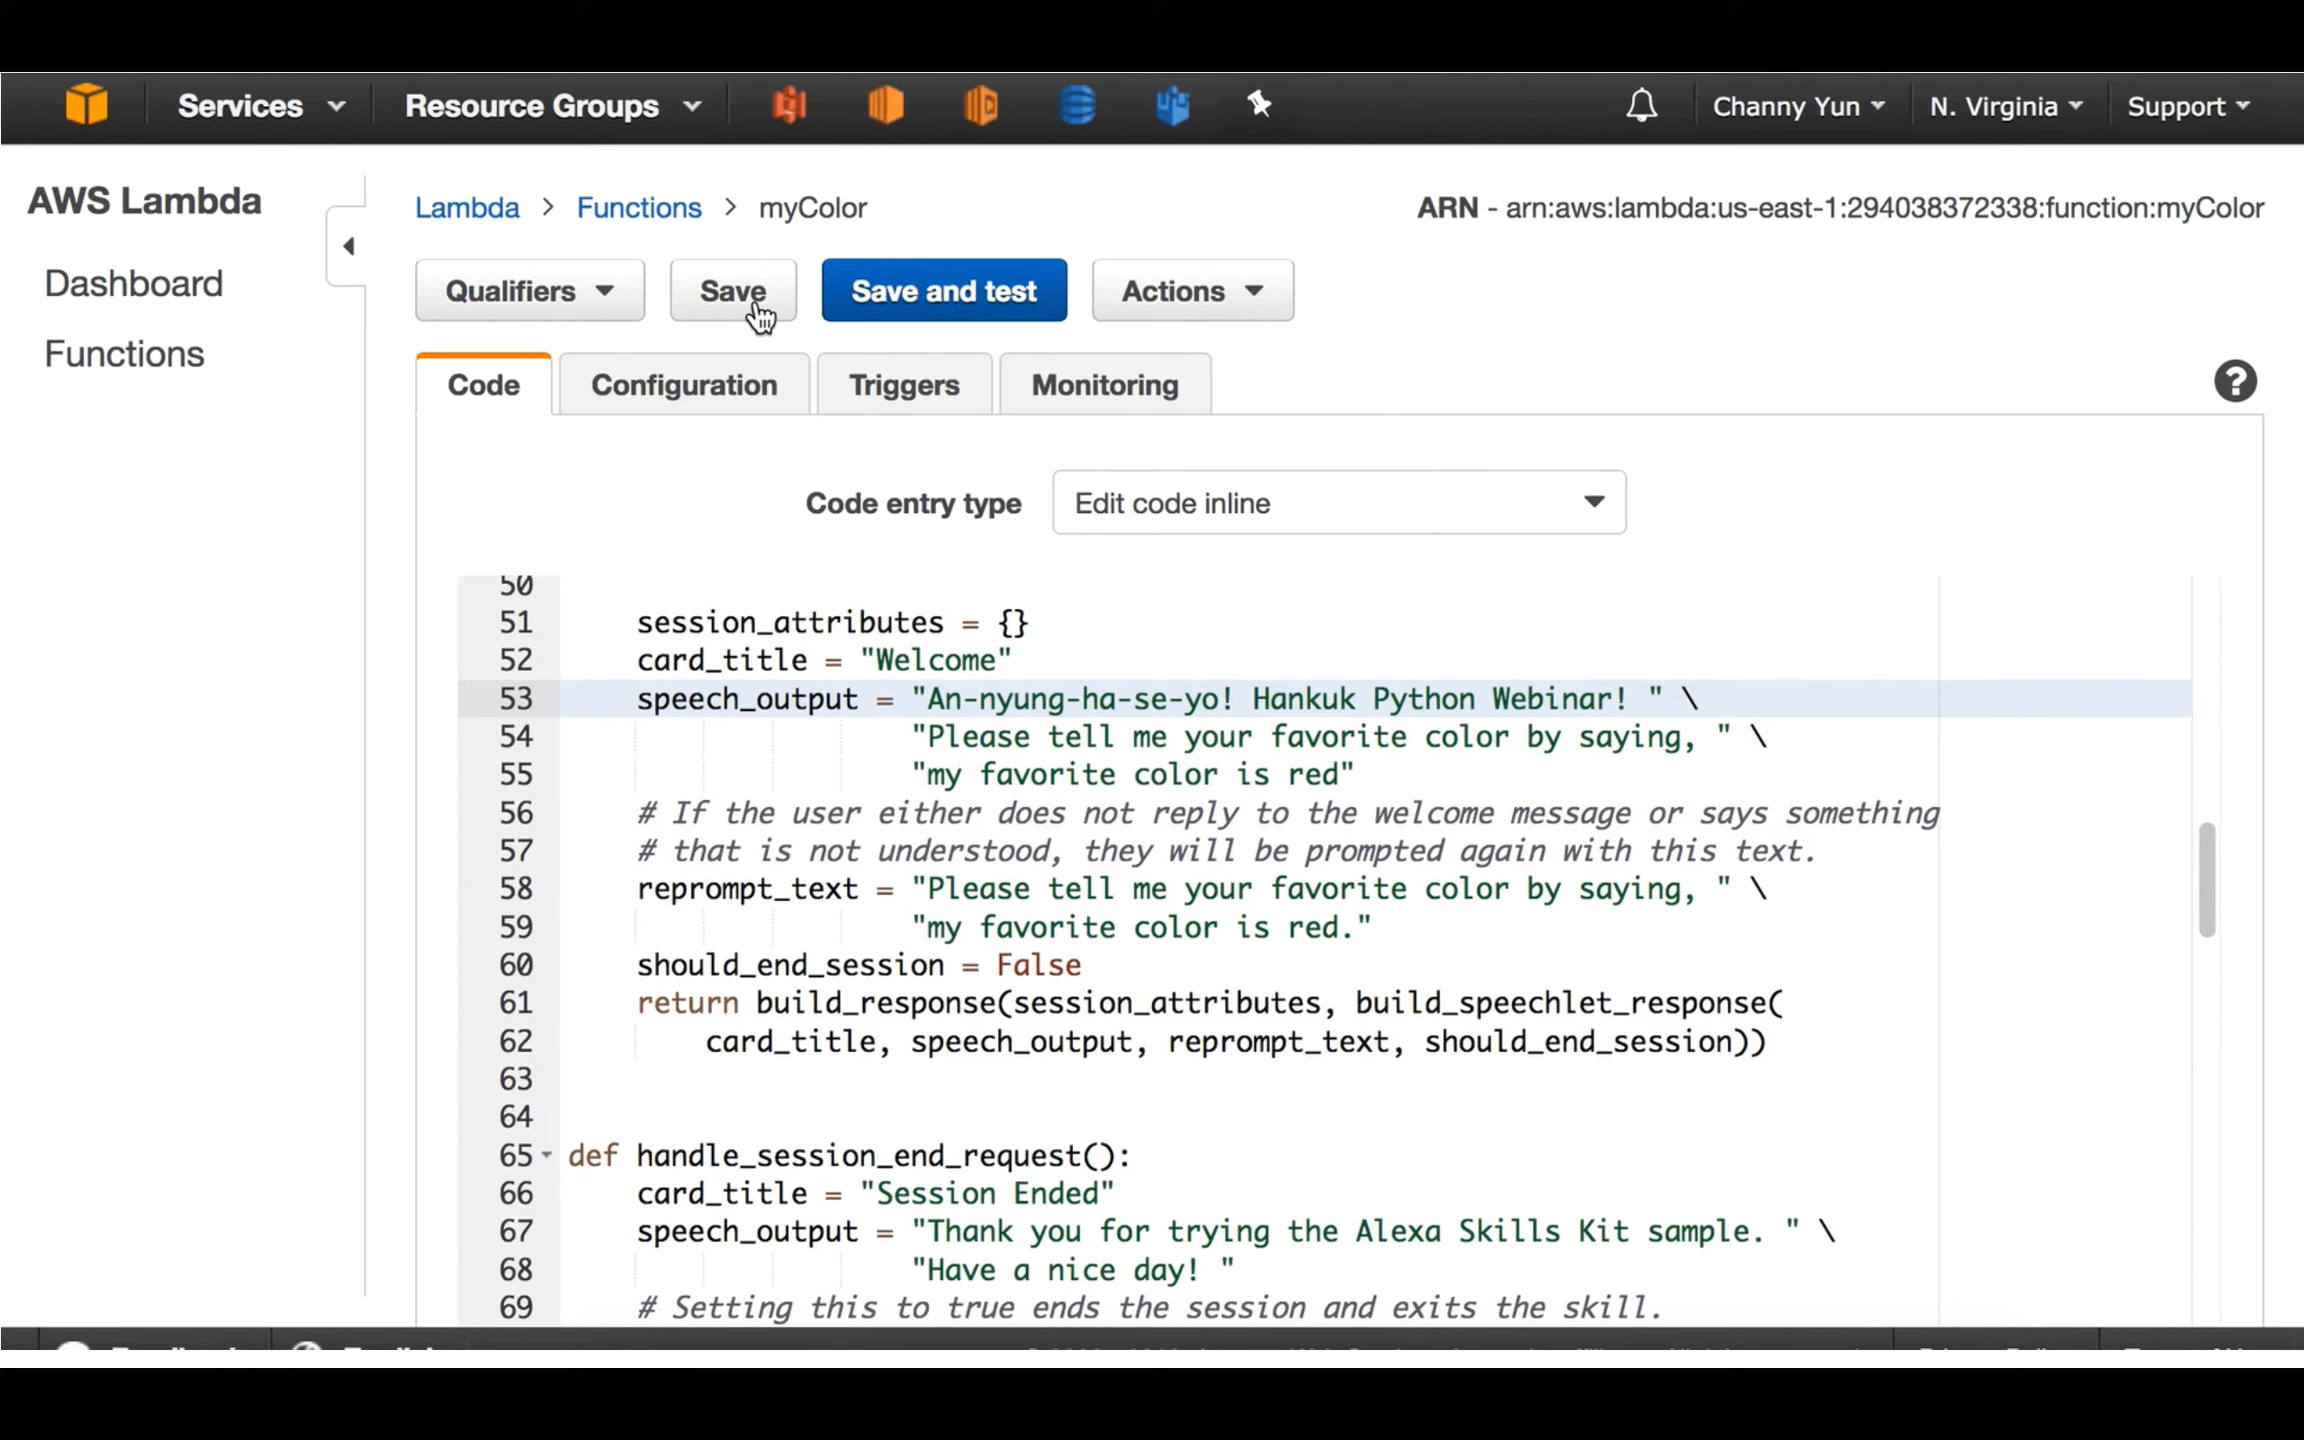 Services
Resource Groups
Channy Yun
N. Virginia
Support
AWS Lambda
Dashboard
Functions
Lambda > Functions > myColor
ARN - arn:aws:lambda:us-east-1:294038372338:function:myColor
Qualifiers
Save
Save and test
Actions
Code
Configuration
Triggers
Monitoring
?
Code entry type
Edit code inline
50
51 session_attributes = {}
52 card_title = "Welcome"
53 speech_output = "An-nyung-ha-se-yo! Hankuk Python Webinar! " \
54 "Please tell me your favorite color by saying, " \
55 "my favorite color is red"
56 # If the user either does not reply to the welcome message or says something
57 # that is not understood, they will be prompted again with this text.
58 reprompt_text = "Please tell me your favorite color by saying, " \
59 "my favorite color is red."
60 should_end_session = False
61 return build_response(session_attributes, build_speechlet_response(
62 card_title, speech_output, reprompt_text, should_end_session))
63
64
65 def handle_session_end_request():
66 card_title = "Session Ended"
67 speech_output = "Thank you for trying the Alexa Skills Kit sample. " \
68 "Have a nice day! "
69 # Setting this to true ends the session and exits the skill.